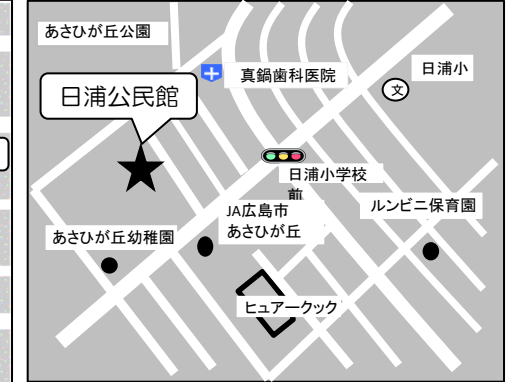 あさひが丘公園
真鍋歯科医院
日浦小
文
日浦公民館
日浦小学校
前
JA広島市
あさひが丘
ルンビニ保育園
あさひが丘幼稚園
ヒュアークック